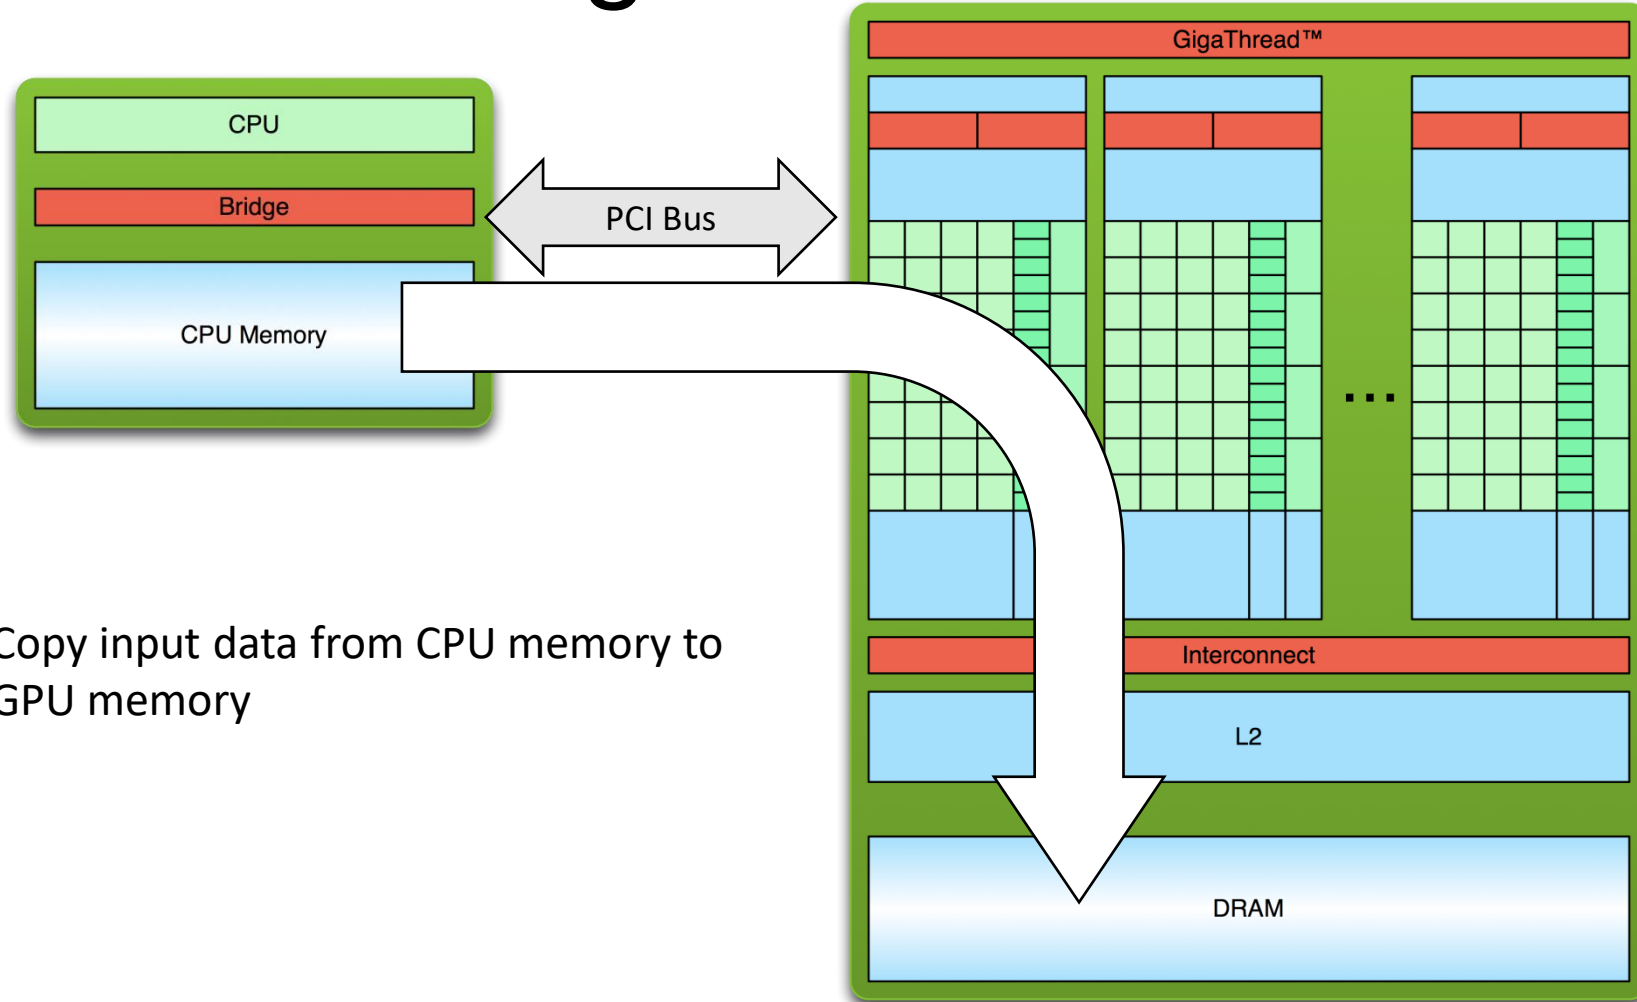 GigaThread™
CPU
Bridge
PCI Bus
CPU Memory
...
Copy input data from CPU memory to
GPU memory
Interconnect
L2
DRAM